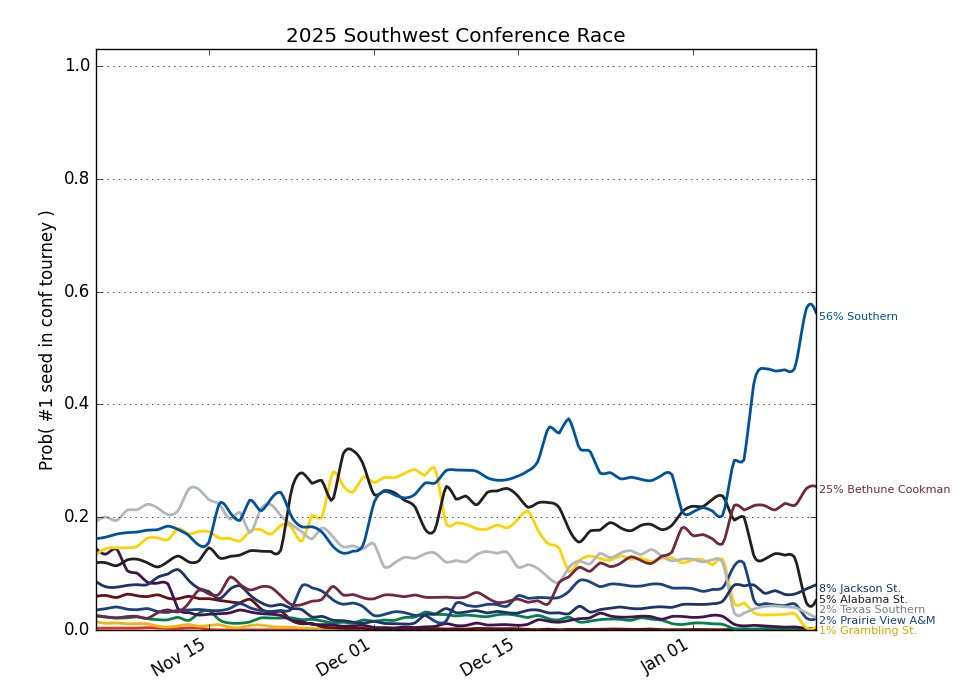 2025 Southwest Conference Race
Prob( #1 seed in conf tourney )
1.0
0.8
0.6
0.4
0.2
0.0
Nov 15
Dec 01
Dec 15
Jan 01
56% Southern
25% Bethune Cookman
8% Jackson St.
5% Alabama St.
2% Texas Southern
2% Prairie View A&M
1% Grambling St.